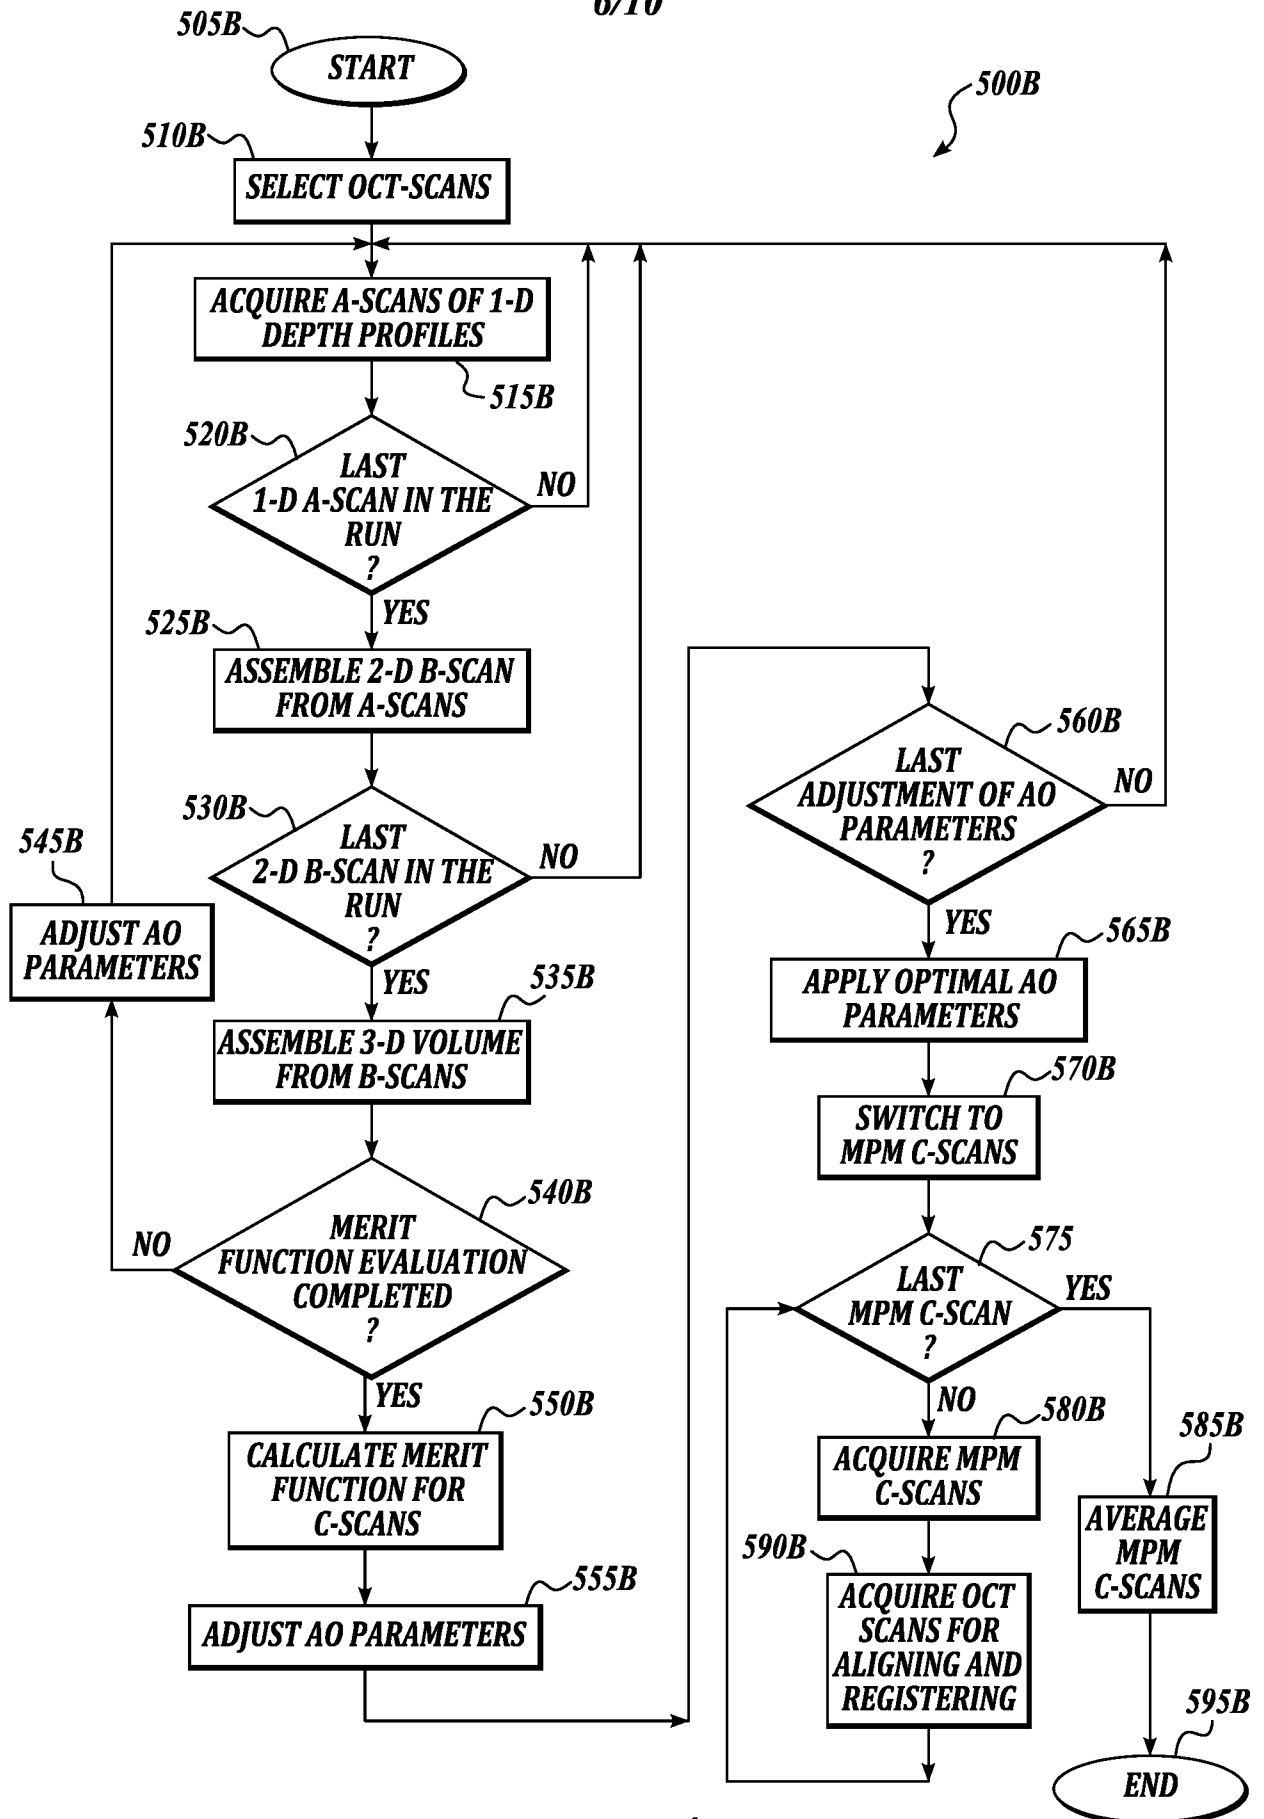 6/10
505B
START
500B
510B
SELECT OCT-SCANS
ACQUIRE A-SCANS OF 1-D
DEPTH PROFILES
515B
520B
LAST
1-D A-SCAN IN THE
RUN
?
NO
YES
525B
ASSEMBLE 2-D B-SCAN
FROM A-SCANS
530B
LAST
2-D B-SCAN IN THE
RUN
?
NO
545B
ADJUST AO
PARAMETERS
YES
535B
ASSEMBLE 3-D VOLUME
FROM B-SCANS
540B
MERIT
FUNCTION EVALUATION
COMPLETED
?
NO
YES
550B
CALCULATE MERIT
FUNCTION FOR
C-SCANS
555B
ADJUST AO PARAMETERS
560B
LAST
ADJUSTMENT OF AO
PARAMETERS
?
NO
YES
565B
APPLY OPTIMAL AO
PARAMETERS
570B
SWITCH TO
MPM C-SCANS
575
LAST
MPM C-SCAN
?
YES
NO
580B
ACQUIRE MPM
C-SCANS
585B
AVERAGE
MPM
C-SCANS
590B
ACQUIRE OCT
SCANS FOR
ALIGNING AND
REGISTERING
595B
END